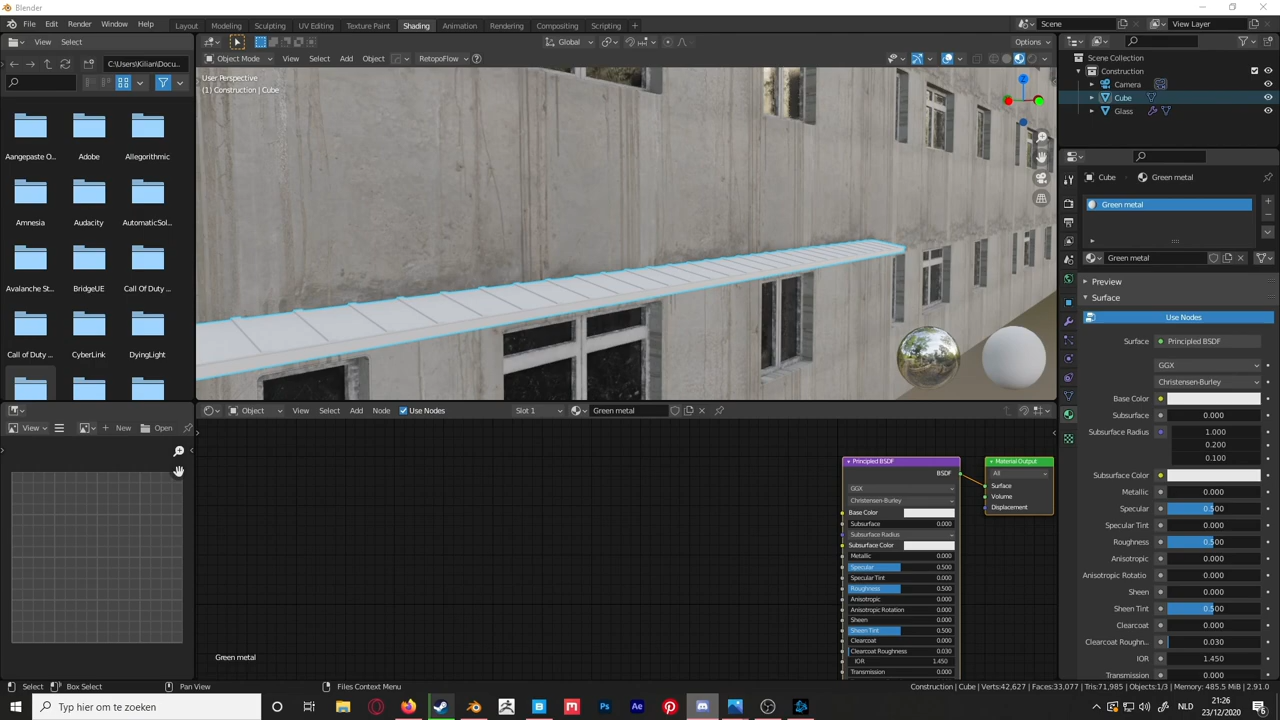 Blender
File Edit Render Window Help Layout Modeling Sculpting UV Editing Texture Paint Shading Animation Rendering Compositing Scripting + Scene View Layer
View Select
Global Options
C:\Users\Kilian\Docu...
Object Mode View Select Add Object RetopoFlow
User Perspective
(1) Construction | Cube
Scene Collection
Construction
Camera
Cube
Glass
Aangepaste O... Adobe Allegorithmic
Amnesia Audacity AutomaticSol...
Avalanche St... BridgeUE Call Of Duty ...
Call of Duty ... CyberLink DyingLight
Cube Green metal
Green metal
Green metal
Preview
Surface
Use Nodes
Surface Principled BSDF
GGX
Christensen-Burley
Base Color
Subsurface 0.000
Subsurface Radius 1.000
0.200
0.100
Subsurface Color
Metallic 0.000
Specular 0.500
Specular Tint 0.000
Roughness 0.500
Anisotropic 0.000
Anisotropic Rotatio 0.000
Sheen 0.000
Sheen Tint 0.500
Clearcoat 0.000
Clearcoat Roughn... 0.030
IOR 1.450
Transmission 0.000
View + New Open
Object View Select Add Node Use Nodes Slot 1 Green metal
Principled BSDF
BSDF
GGX
Christensen-Burley
Base Color
Subsurface 0.000
Subsurface Radius
Subsurface Color
Metallic 0.000
Specular 0.500
Specular Tint 0.000
Roughness 0.500
Anisotropic 0.000
Anisotropic Rotation 0.000
Sheen 0.000
Sheen Tint 0.500
Clearcoat 0.000
Clearcoat Roughness 0.030
IOR 1.450
Transmission 0.000
Material Output
All
Surface
Volume
Displacement
Green metal
Select Box Select Pan View Files Context Menu Construction | Cube | Verts:42,627 | Faces:33,077 | Tris:71,985 | Objects:1/3 | Memory: 485.5 MiB | 2.91.0
Typ hier om te zoeken
NLD
21:26
23/12/2020